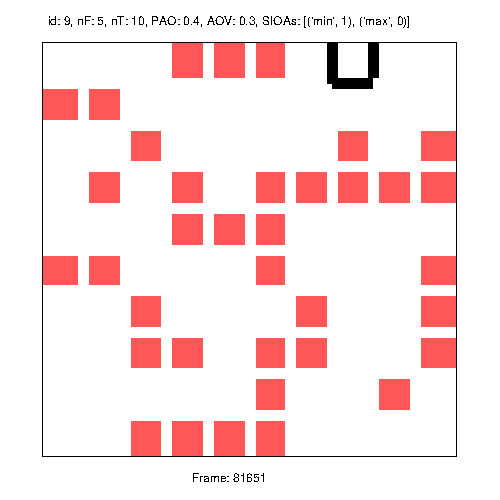 id: 9, nF: 5, nT: 10, PAO: 0.4, AOV: 0.3, SIOAs: [('min', 1), ('max', 0)]
Frame: 81651